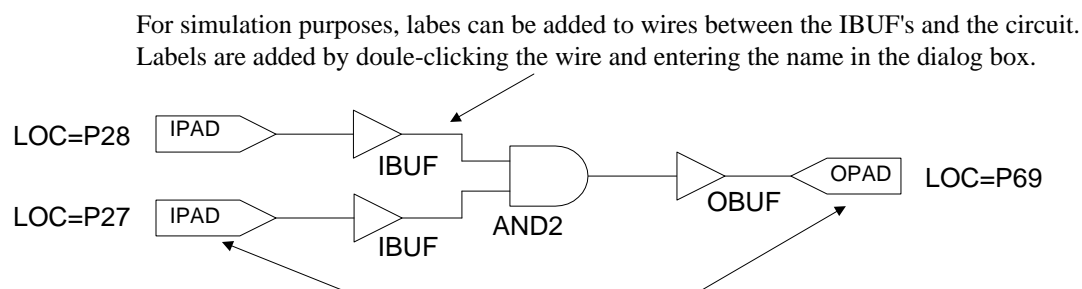 For simulation purposes, labes can be added to wires between the IBUF's and the circuit.
Labels are added by doule-clicking the wire and entering the name in the dialog box.
LOC=P28
IPAD
IBUF
LOC=P27
IPAD
IBUF
AND2
OBUF
OPAD
LOC=P69